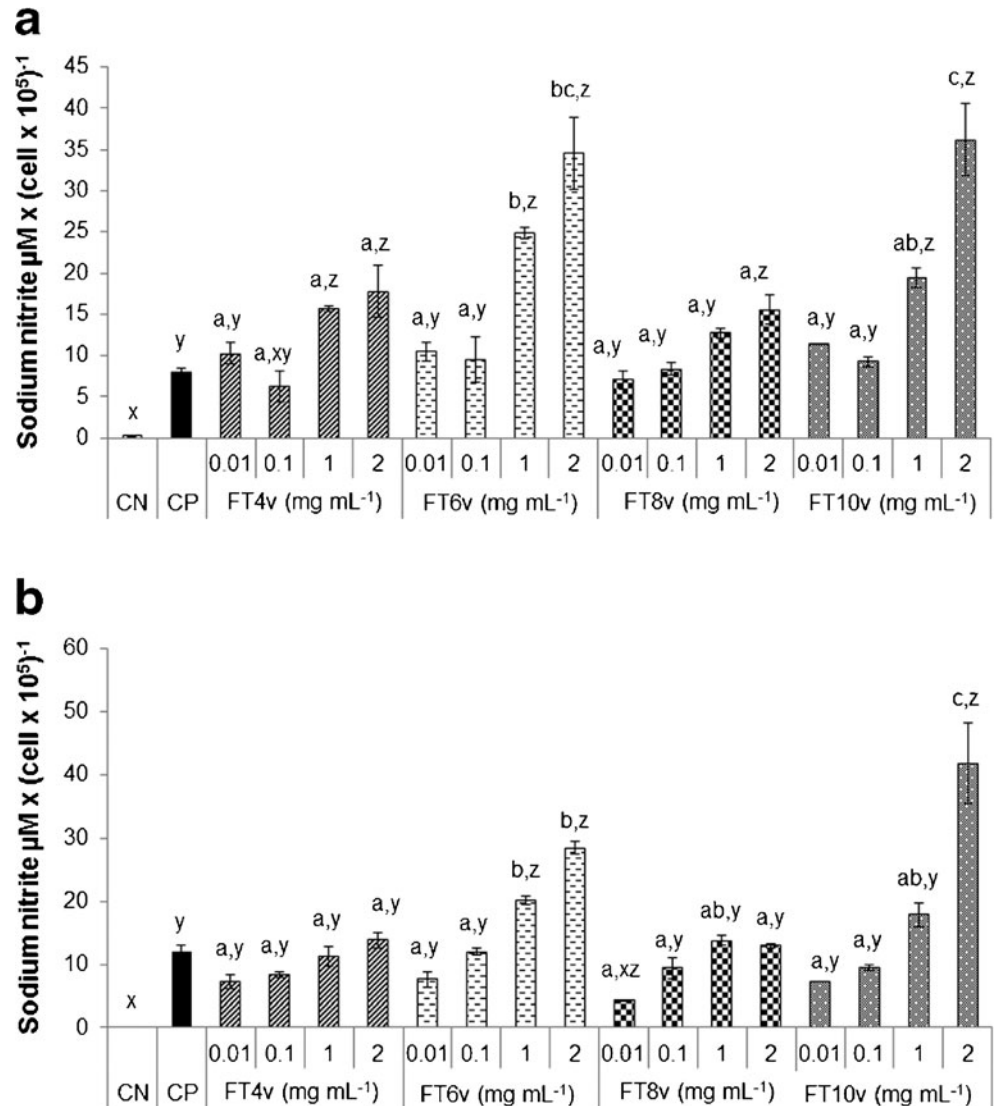 a
Sodium nitrite µM x (cell x 10⁵)⁻¹
45
40
35
30
25
20
15
10
5
0
x
y
a,y
a,xy
a,z
a,z
a,y
a,y
b,z
bc,z
a,y
a,y
a,y
a,z
a,y
a,y
ab,z
c,z
0.01 0.1 1 2 0.01 0.1 1 2 0.01 0.1 1 2 0.01 0.1 1 2
CN CP FT4v (mg mL⁻¹) FT6v (mg mL⁻¹) FT8v (mg mL⁻¹) FT10v (mg mL⁻¹)
b
Sodium nitrite µM x (cell x 10⁵)⁻¹
60
50
40
30
20
10
0
x
y
a,y
a,y
a,y
a,y
a,y
a,y
b,z
b,z
a,xz
a,y
ab,y
a,y
a,y
a,y
ab,y
c,z
0.01 0.1 1 2 0.01 0.1 1 2 0.01 0.1 1 2 0.01 0.1 1 2
CN CP FT4v (mg mL⁻¹) FT6v (mg mL⁻¹) FT8v (mg mL⁻¹) FT10v (mg mL⁻¹)